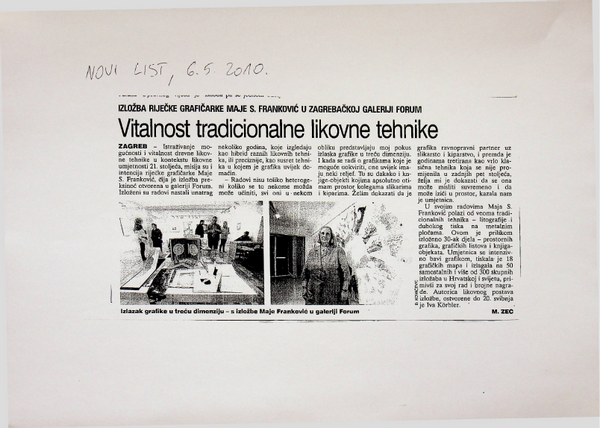 NOVI LIST, 6.5.2010.
IZLOŽBA RIJEČKE GRAFIČARKE MAJE S. FRANKOVIĆ U ZAGREBAČKOJ GALERIJI FORUM
Vitalnost tradicionalne likovne tehnike
ZAGREB – Istraživanje mo-
gućnosti i vitalnost drevne likov-
ne tehnike u kontekstu likovne
umjetnosti 21. stoljeća, misija su i
intencija riječke grafičarke Maje
S. Franković, čija je izložba pre-
ksinoć otvorena u galeriji Forum.
Izloženi su radovi nastali unatrag
nekoliko godina, koje izgledaju
kao hibrid raznih likovnih tehni-
ka, ili preciznije, kao susret tehni-
ka u kojem je grafika uvijek do-
maćin.
– Radovi nisu toliko heteroge-
ni koliko se to nekome možda
može učiniti, svi oni u nekom
obliku predstavljaju moj pokus
izlaska grafike u treću dimenziju.
I kada se radi o grafikama koje je
moguće uokviriti, one uvijek ima-
ju neki reljef. Tu su dakako i knj-
ige-objekti kojima apsolutno oti-
mam prostor kolegama slikarima
i kiparima. Želim dokazati da je
grafika ravnopravni partner uz
slikarstvo i kiparstvo, i premda je
godinama tretirana kao vrlo kla-
sična tehnika koja se nije pro-
mijenila u zadnjih pet stoljeća,
želja mi je dokazati da se ona
može misliti suvremeno i da
može izići u prostor, kazala nam
je umjetnica.
U svojim radovima Maja S.
Franković polazi od veoma tradi-
cionalnih tehnika – litografije i
dubokog tiska na metalnim
pločama. Ovom je prilikom
izloženo 30-ak djela – prostornih
grafika, grafičkih listova i knjiga-
objekata. Umjetnica se intenziv-
no bavi grafikom, tiskala je 18
grafičkih mapa i izlagala na 50
samostalnih i više od 300 skupnih
izložba u Hrvatskoj i svijetu, pri-
mivši za svoj rad i brojne nagra-
de. Autorica likovnog postava
izložbe, otvorene do 20. svibnja
je Iva Körbler.
M. ZEC
Izlazak grafike u treću dimenziju – s izložbe Maje Franković u galeriji Forum